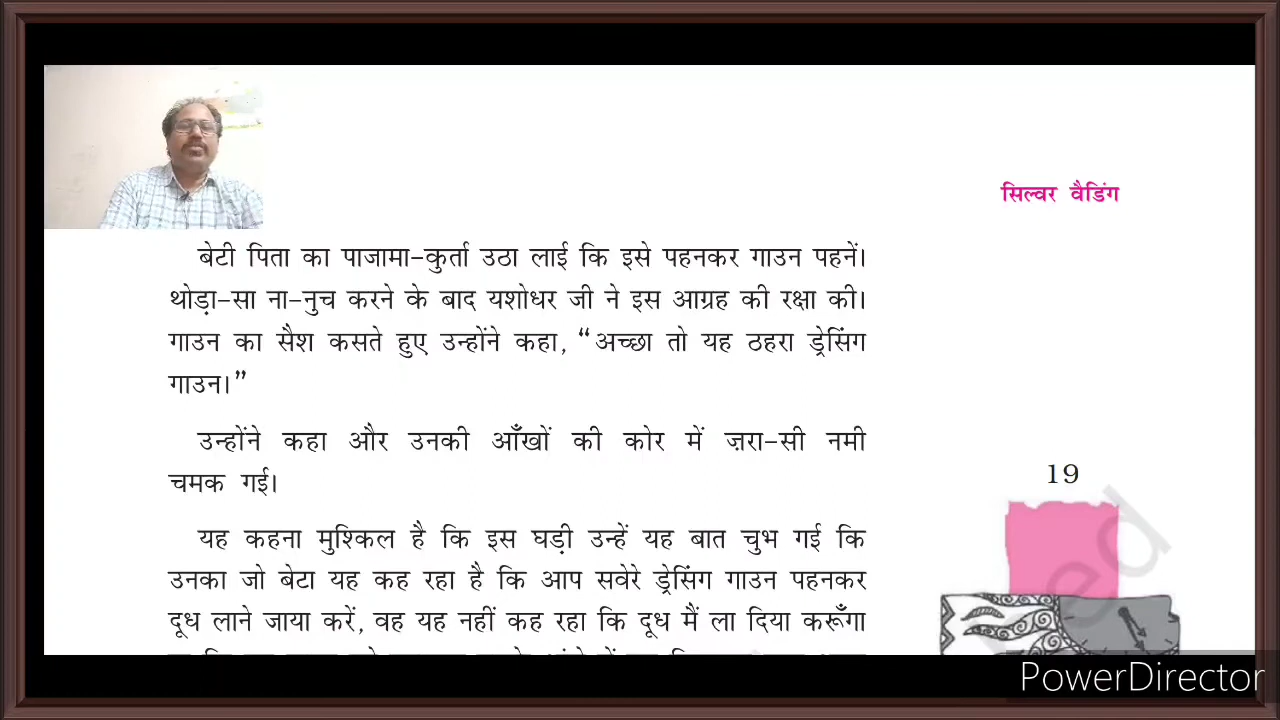 सिल्वर वैडिंग
बेटी पिता का पाजामा-कुर्ता उठा लाई कि इसे पहनकर गाउन पहनें।
थोड़ा-सा ना-नुच करने के बाद यशोधर जी ने इस आग्रह की रक्षा की।
गाउन का सैश कसते हुए उन्होंने कहा, “अच्छा तो यह ठहरा ड्रेसिंग
गाउन।”
उन्होंने कहा और उनकी आँखों की कोर में ज़रा-सी नमी
चमक गई।
19
यह कहना मुश्किल है कि इस घड़ी उन्हें यह बात चुभ गई कि
उनका जो बेटा यह कह रहा है कि आप सवेरे ड्रेसिंग गाउन पहनकर
दूध लाने जाया करें, वह यह नहीं कह रहा कि दूध मैं ला दिया करूँगा
PowerDirector